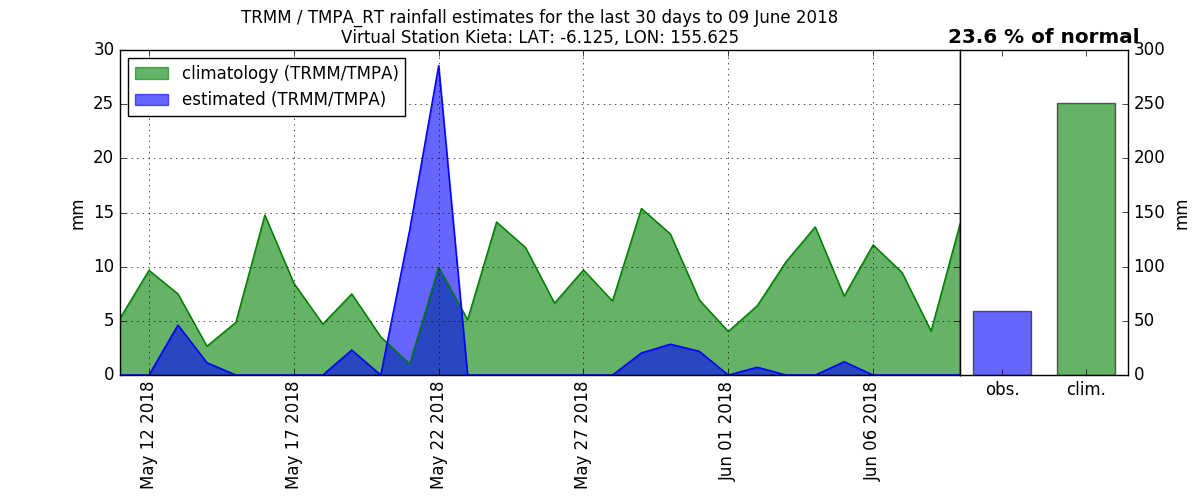 TRMM / TMPA_RT rainfall estimates for the last 30 days to 09 June 2018
Virtual Station Kieta: LAT: -6.125, LON: 155.625
23.6 % of normal
climatology (TRMM/TMPA)
estimated (TRMM/TMPA)
30
25
20
15
10
5
0
mm
May 12 2018
May 17 2018
May 22 2018
May 27 2018
Jun 01 2018
Jun 06 2018
300
250
200
150
100
50
0
mm
obs.
clim.